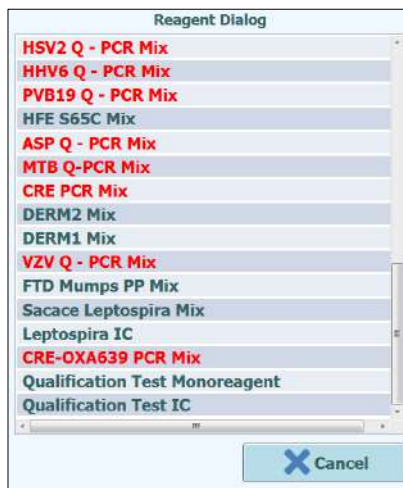 Reagent Dialog
HSV2 Q - PCR Mix
HHV6 Q - PCR Mix
PVB19 Q - PCR Mix
HFE S65C Mix
ASP Q - PCR Mix
MTB Q-PCR Mix
CRE PCR Mix
DERM2 Mix
DERM1 Mix
VZV Q - PCR Mix
FTD Mumps PP Mix
Sacace Leptospira Mix
Leptospira IC
CRE-OXA639 PCR Mix
Qualification Test Monoreagent
Qualification Test IC
Cancel